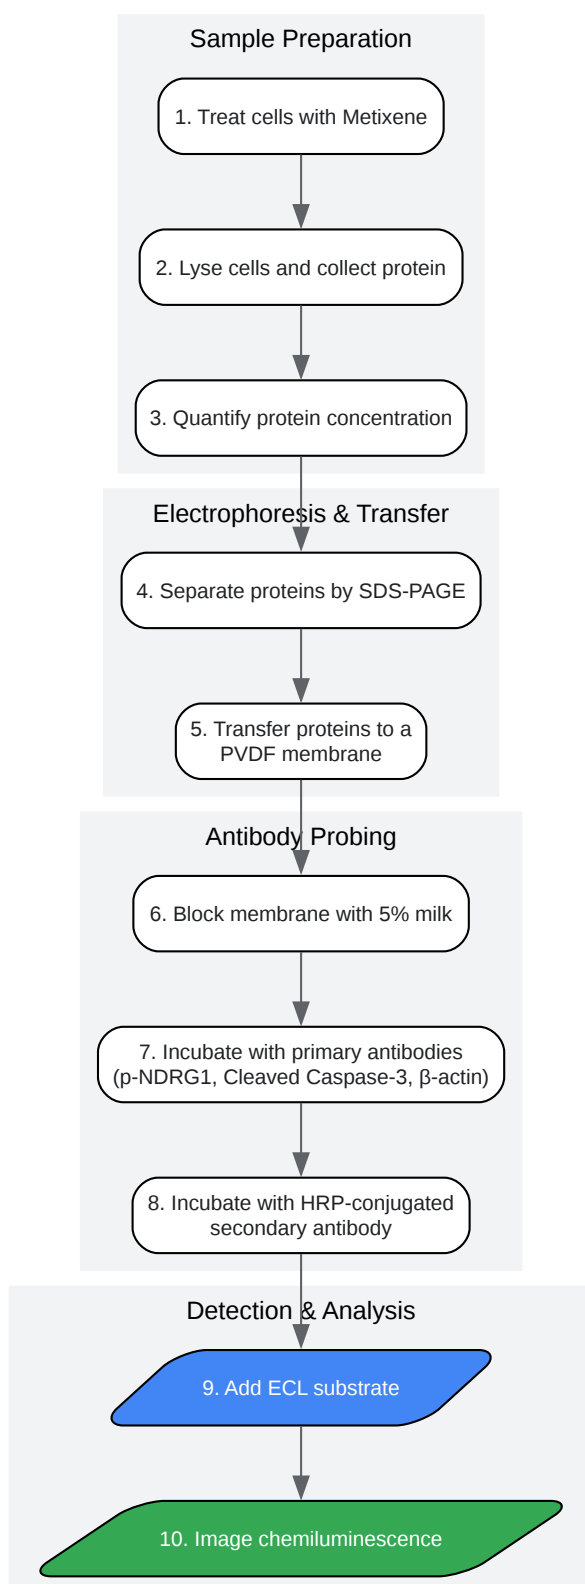 Sample Preparation
1. Treat cells with Metixene
2. Lyse cells and collect protein
3. Quantify protein concentration
Electrophoresis & Transfer
4. Separate proteins by SDS-PAGE
5. Transfer proteins to a
PVDF membrane
Antibody Probing
6. Block membrane with 5% milk
7. Incubate with primary antibodies
(p-NDRG1, Cleaved Caspase-3, β-actin)
8. Incubate with HRP-conjugated
secondary antibody
Detection & Analysis
9. Add ECL substrate
10. Image chemiluminescence